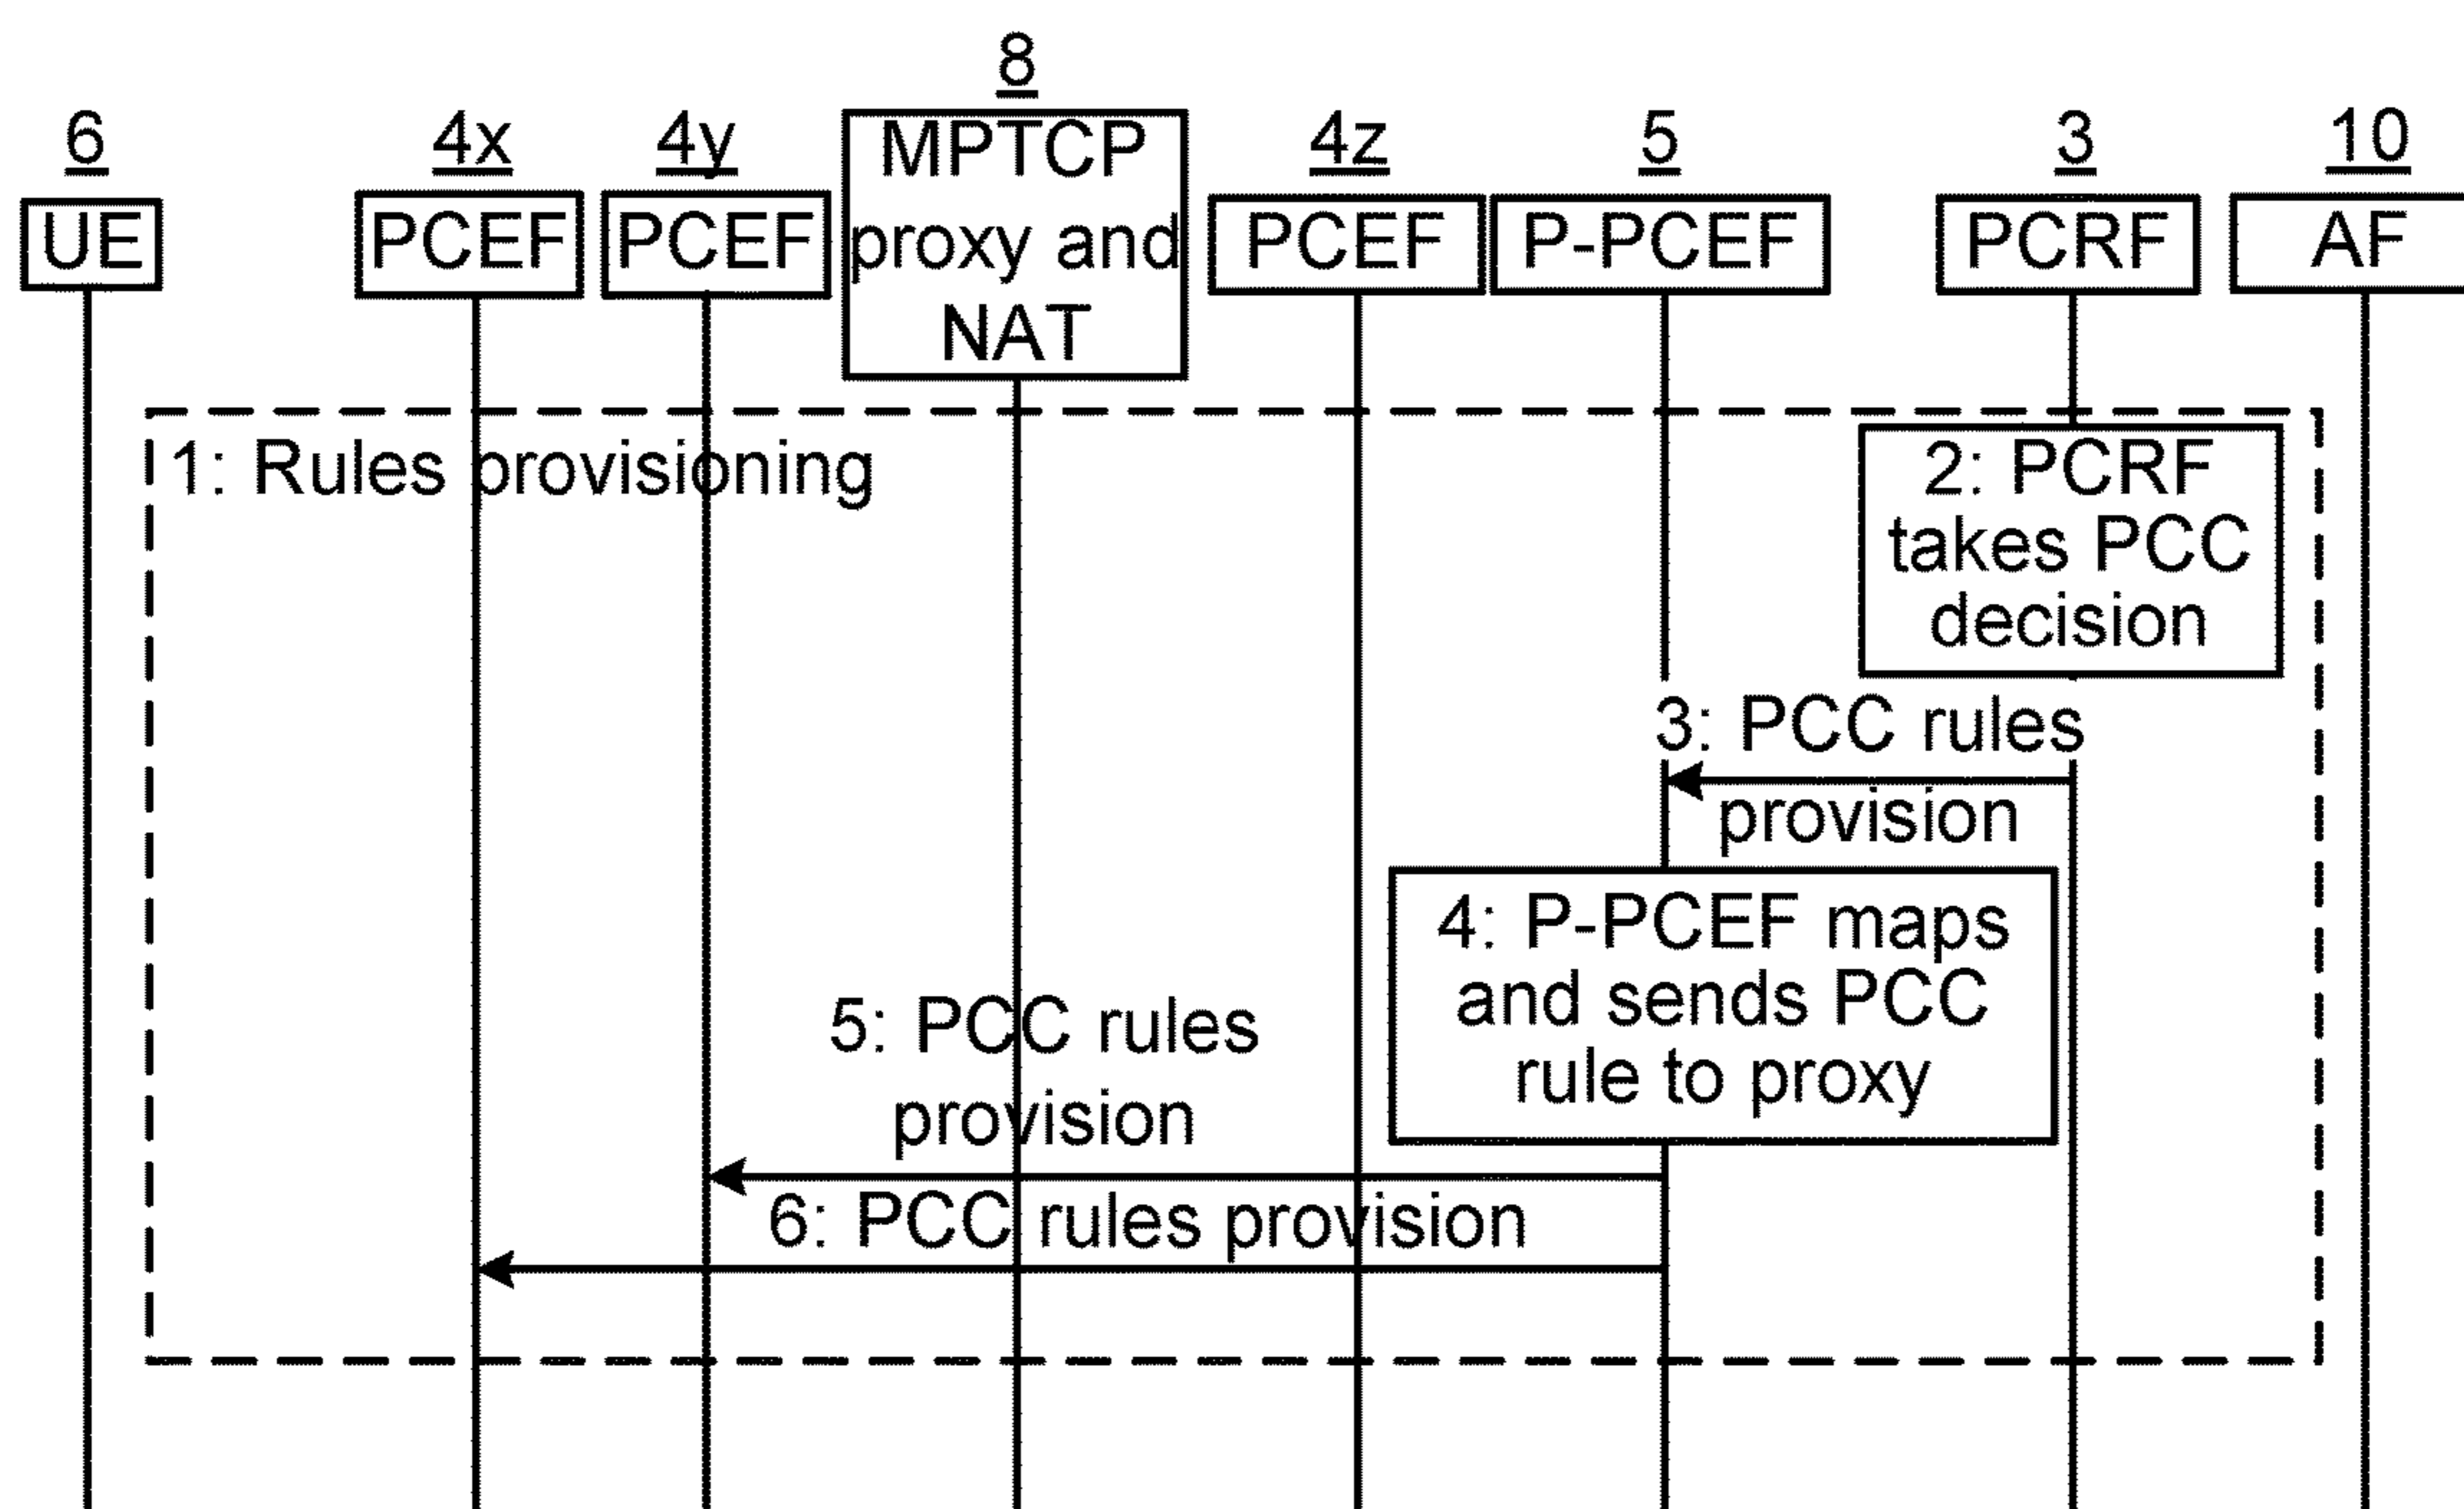 8
6
4x
4y
4z
5
3
10
UE
PCEF
PCEF
MPTCP
proxy and
NAT
PCEF
P-PCEF
PCRF
AF
1: Rules provisioning
2: PCRF
takes PCC
decision
3: PCC rules
provision
4: P-PCEF maps
and sends PCC
rule to proxy
5: PCC rules
provision
6: PCC rules provision